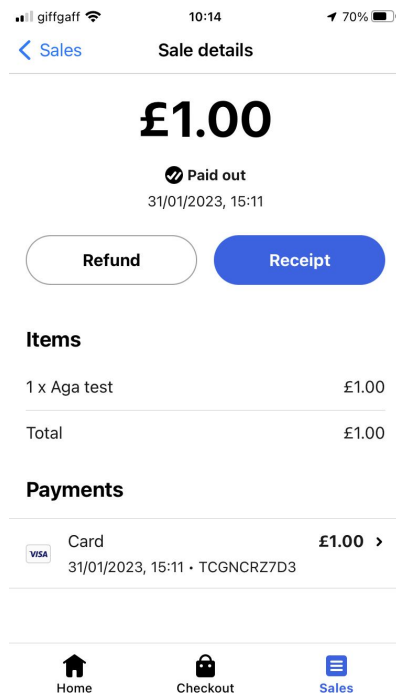 giffgaff 10:14 70%
Sales Sale details
£1.00
Paid out
31/01/2023, 15:11
Refund Receipt
Items
1 x Aga test £1.00
Total £1.00
Payments
Card £1.00
VISA
31/01/2023, 15:11 • TCGNCRZ7D3
Home Checkout Sales